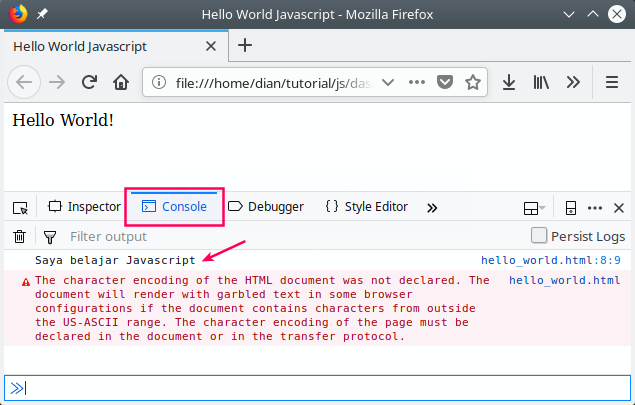 Hello World Javascript - Mozilla Firefox
Hello World Javascript
file:///home/dian/tutorial/js/das
Hello World!
Inspector Console Debugger {} Style Editor
Filter output Persist Logs
Saya belajar Javascript hello_world.html:8:9
The character encoding of the HTML document was not declared. The hello_world.html
document will render with garbled text in some browser
configurations if the document contains characters from outside
the US-ASCII range. The character encoding of the page must be
declared in the document or in the transfer protocol.